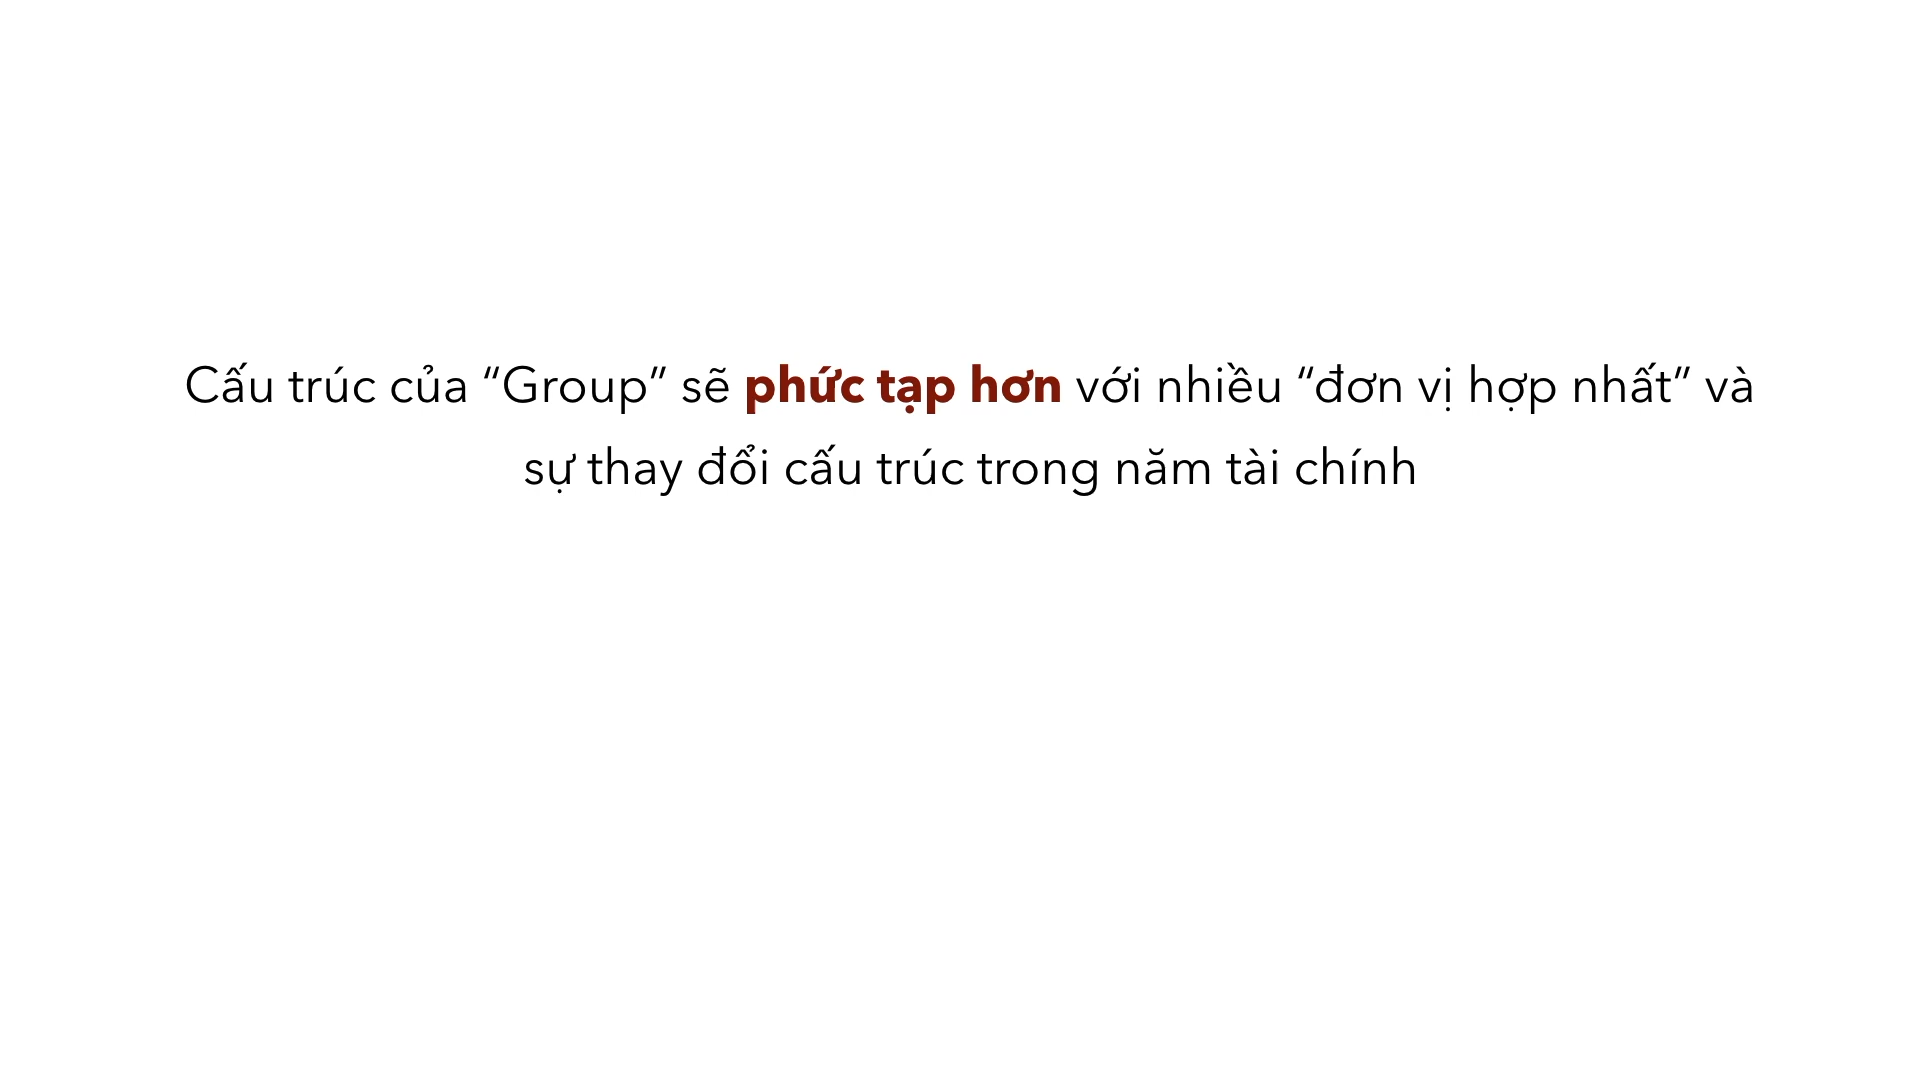 Cấu trúc của “Group” sẽ phức tạp hơn với nhiều “đơn vị hợp nhất” và
sự thay đổi cấu trúc trong năm tài chính